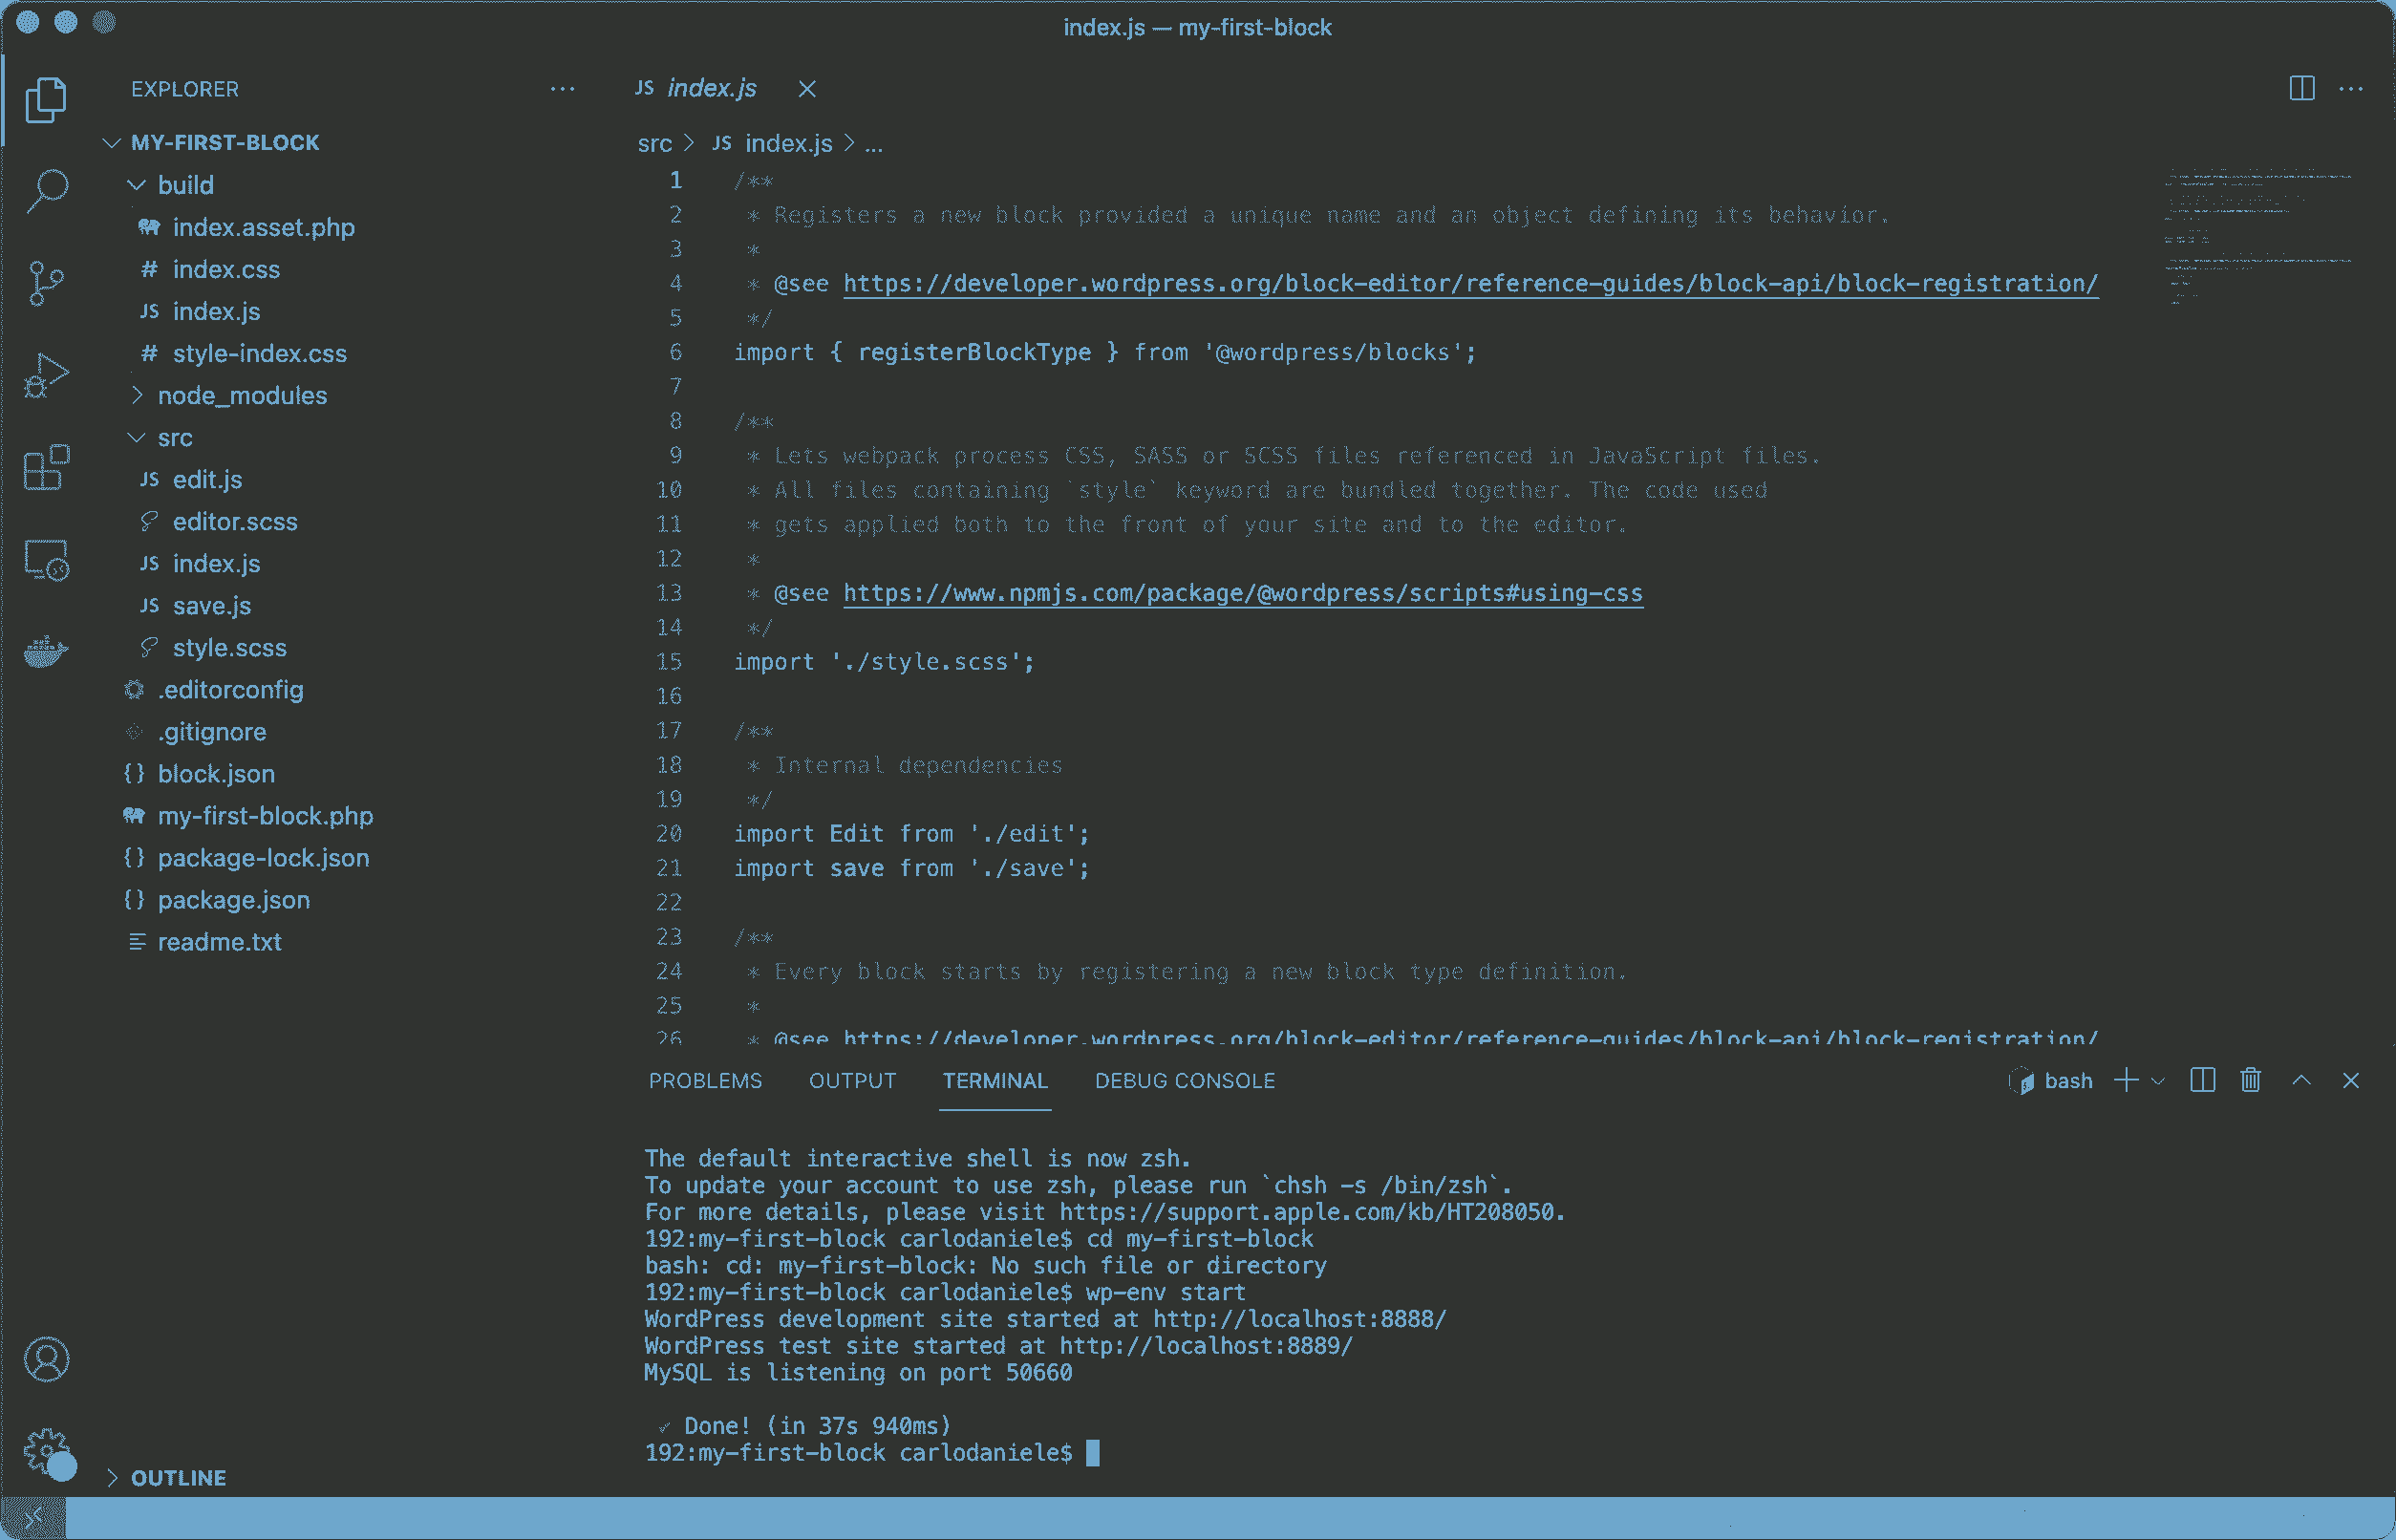 index.js — my-first-block
EXPLORER
MY-FIRST-BLOCK
build
index.asset.php
# index.css
JS index.js
# style-index.css
node_modules
src
JS edit.js
editor.scss
JS index.js
JS save.js
style.scss
.editorconfig
.gitignore
{} block.json
my-first-block.php
{} package-lock.json
{} package.json
readme.txt
OUTLINE
JS index.js
src > JS index.js > ...
1 /**
2 * Registers a new block provided a unique name and an object defining its behavior.
3 *
4 * @see https://developer.wordpress.org/block-editor/reference-guides/block-api/block-registration/
5 */
6 import { registerBlockType } from '@wordpress/blocks';
7
8 /**
9 * Lets webpack process CSS, SASS or SCSS files referenced in JavaScript files.
10 * All files containing `style` keyword are bundled together. The code used
11 * gets applied both to the front of your site and to the editor.
12 *
13 * @see https://www.npmjs.com/package/@wordpress/scripts#using-css
14 */
15 import './style.scss';
16
17 /**
18 * Internal dependencies
19 */
20 import Edit from './edit';
21 import save from './save';
22
23 /**
24 * Every block starts by registering a new block type definition.
25 *
26 * @see https://developer.wordpress.org/block-editor/reference-guides/block-api/block-registration/
PROBLEMS OUTPUT TERMINAL DEBUG CONSOLE bash
The default interactive shell is now zsh.
To update your account to use zsh, please run `chsh -s /bin/zsh`.
For more details, please visit https://support.apple.com/kb/HT208050.
192:my-first-block carlodaniele$ cd my-first-block
bash: cd: my-first-block: No such file or directory
192:my-first-block carlodaniele$ wp-env start
WordPress development site started at http://localhost:8888/
WordPress test site started at http://localhost:8889/
MySQL is listening on port 50660
✓ Done! (in 37s 940ms)
192:my-first-block carlodaniele$